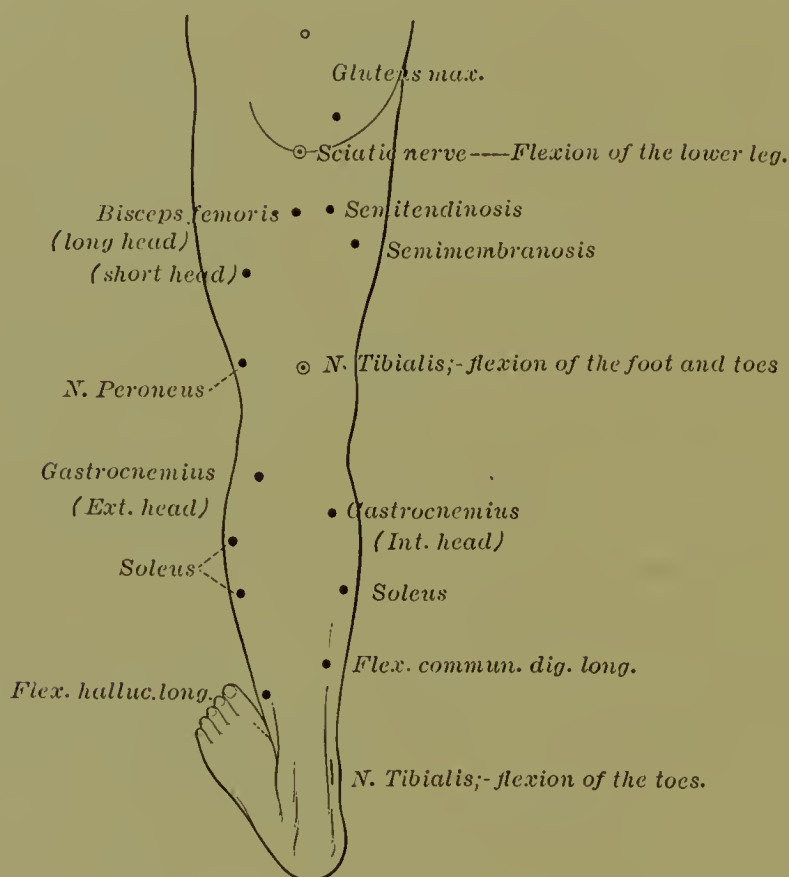 Gluteus max.
Sciatic nerve----Flexion of the lower leg.
Bisceps femoris
(long head)
Semitendinosis
Semimembranosis
(short head)
N. Tibialis;-flexion of the foot and toes
N. Peroneus
Gastrocnemius
(Ext. head)
Gastrocnemius
(Int. head)
Soleus
Soleus
Flex. commun. dig. long.
Flex. halluc. long.
N. Tibialis;-flexion of the toes.